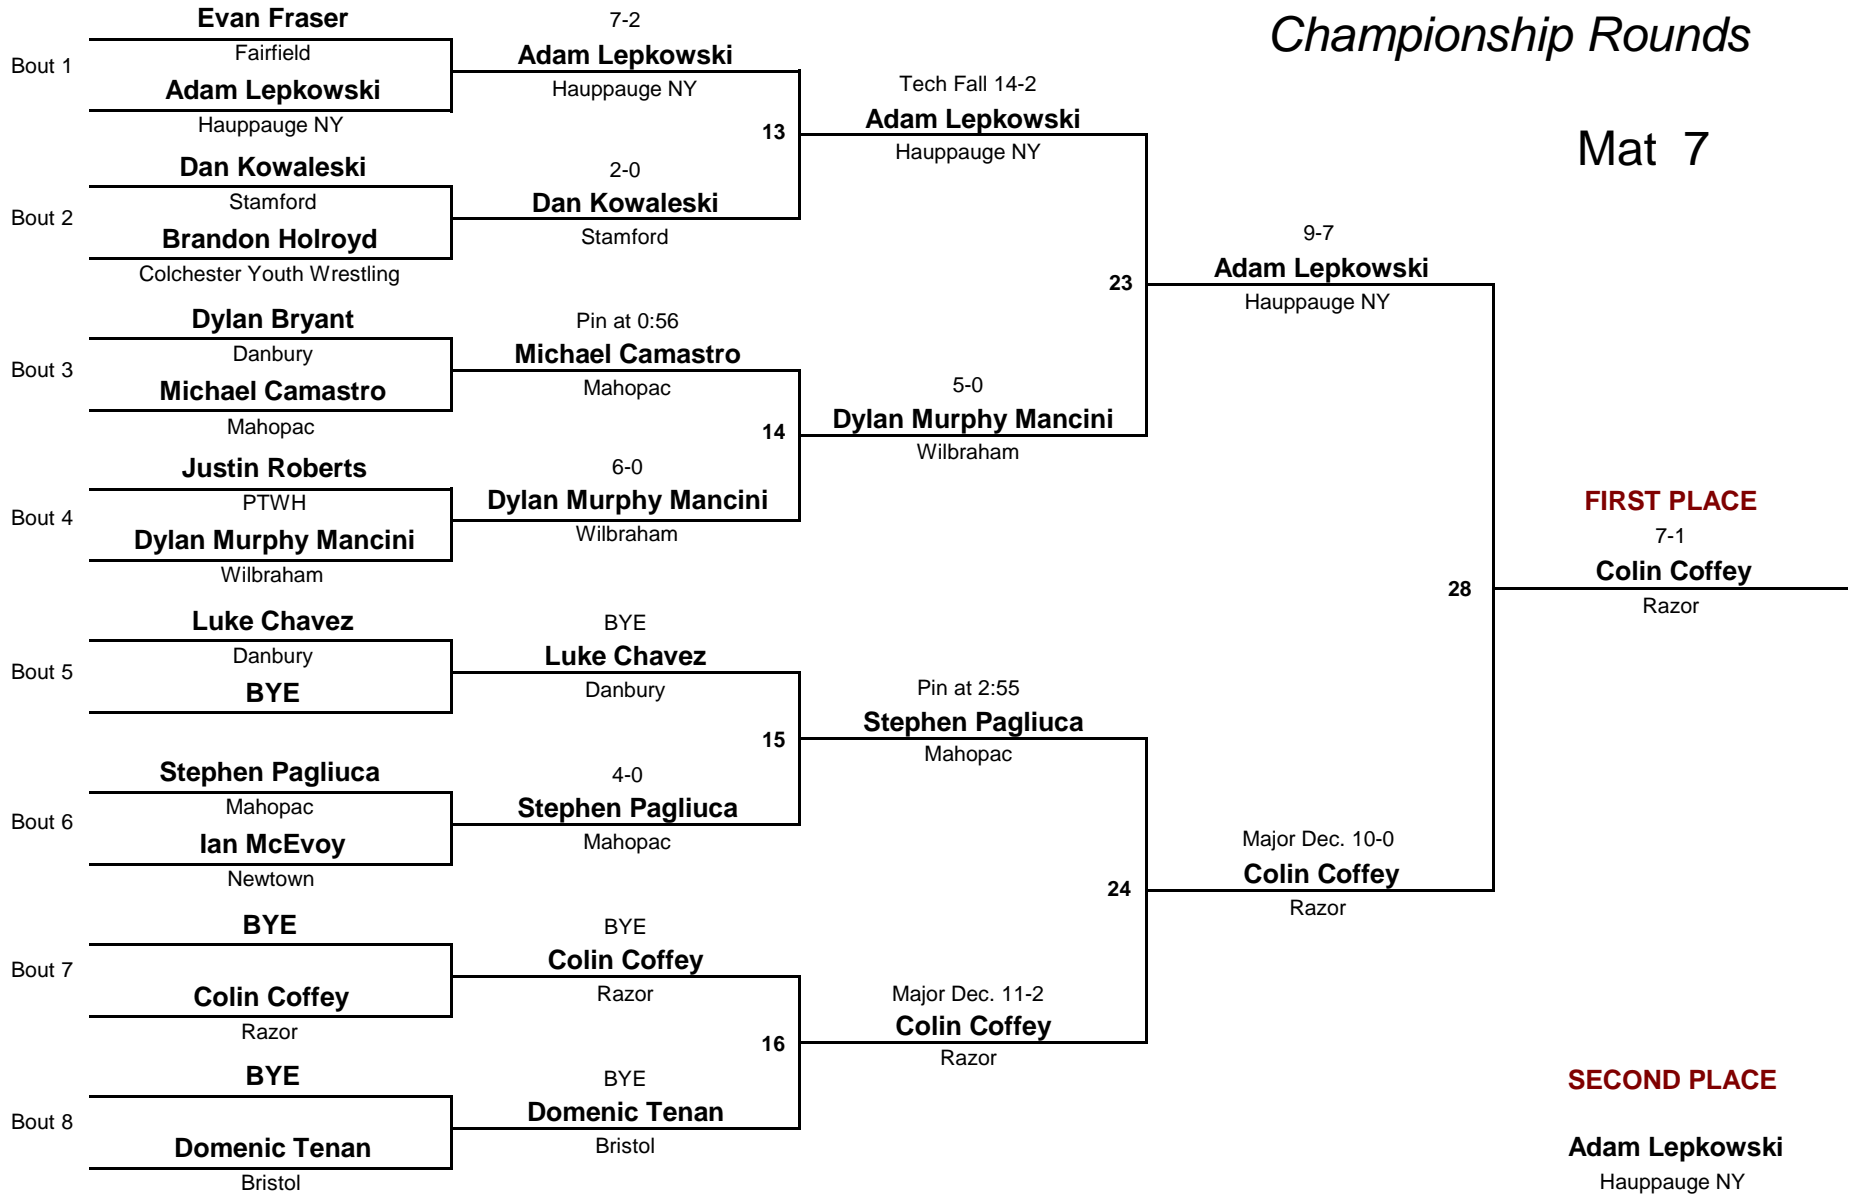 Championship Rounds
Mat 7
Bout 1
Evan Fraser
Fairfield
Adam Lepkowski
Hauppauge NY
Bout 2
Dan Kowaleski
Stamford
Brandon Holroyd
Colchester Youth Wrestling
Bout 3
Dylan Bryant
Danbury
Michael Camastro
Mahopac
Bout 4
Justin Roberts
PTWH
Dylan Murphy Mancini
Wilbraham
Bout 5
Luke Chavez
Danbury
BYE
Bout 6
Stephen Pagliuca
Mahopac
Ian McEvoy
Newtown
Bout 7
BYE
Colin Coffey
Razor
Bout 8
BYE
Domenic Tenan
Bristol
7-2
Adam Lepkowski
Hauppauge NY
13
2-0
Dan Kowaleski
Stamford
Pin at 0:56
Michael Camastro
Mahopac
14
6-0
Dylan Murphy Mancini
Wilbraham
BYE
Luke Chavez
Danbury
15
4-0
Stephen Pagliuca
Mahopac
BYE
Colin Coffey
Razor
16
BYE
Domenic Tenan
Bristol
Tech Fall 14-2
Adam Lepkowski
Hauppauge NY
23
5-0
Dylan Murphy Mancini
Wilbraham
Pin at 2:55
Stephen Pagliuca
Mahopac
24
Major Dec. 11-2
Colin Coffey
Razor
9-7
Adam Lepkowski
Hauppauge NY
28
Major Dec. 10-0
Colin Coffey
Razor
FIRST PLACE
7-1
Colin Coffey
Razor
SECOND PLACE
Adam Lepkowski
Hauppauge NY